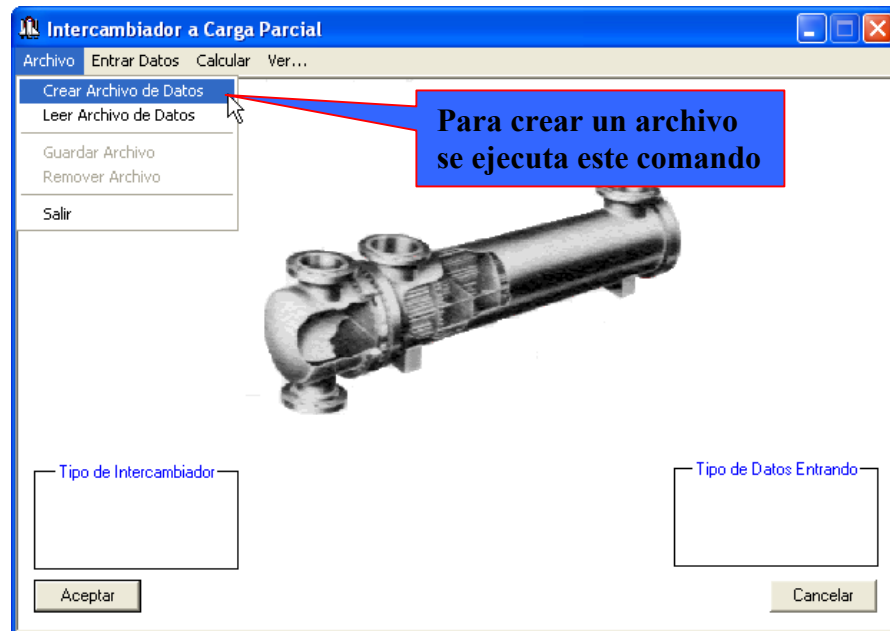 Intercambiador a Carga Parcial
Archivo Entrar Datos Calcular Ver...
Crear Archivo de Datos
Leer Archivo de Datos
Guardar Archivo
Remover Archivo
Salir
Para crear un archivo
se ejecuta este comando
Tipo de Intercambiador
Tipo de Datos Entrando
Aceptar
Cancelar